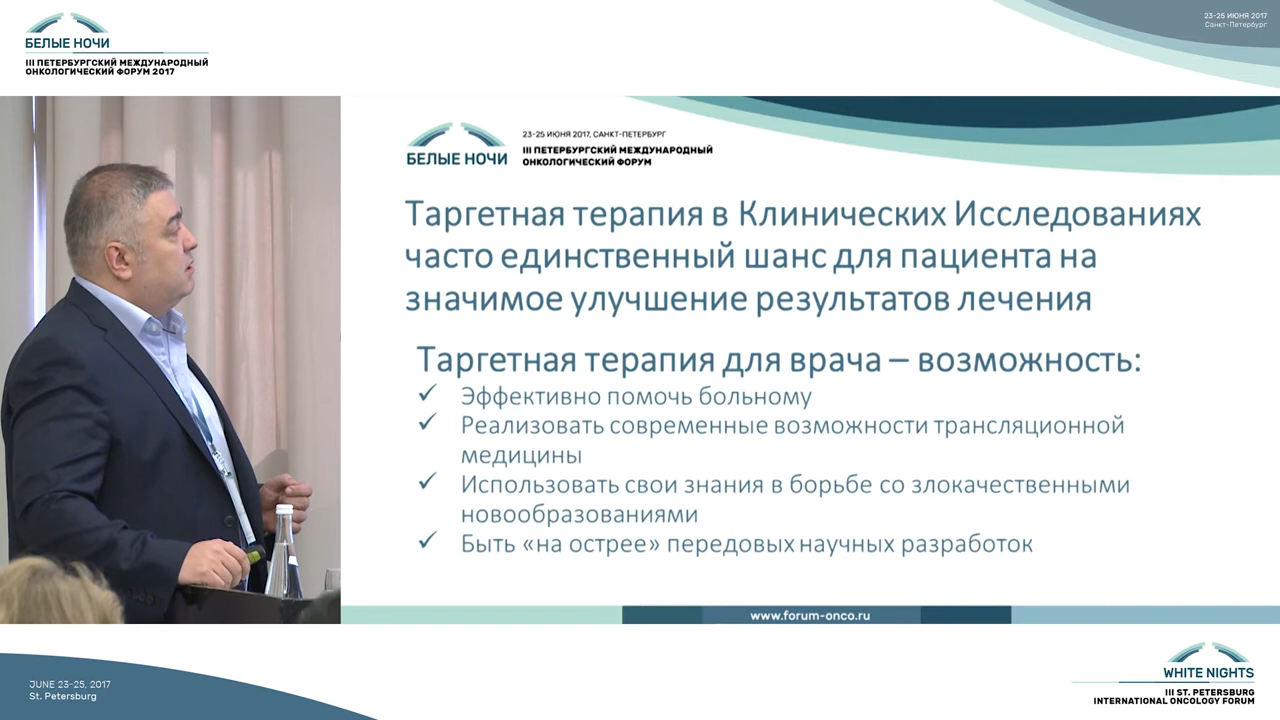 БЕЛЫЕ НОЧИ
III ПЕТЕРБУРГСКИЙ МЕЖДУНАРОДНЫЙ
ОНКОЛОГИЧЕСКИЙ ФОРУМ 2017
23-25 ИЮНЯ 2017
Санкт-Петербург
БЕЛЫЕ НОЧИ
23-25 ИЮНЯ 2017, САНКТ-ПЕТЕРБУРГ
III ПЕТЕРБУРГСКИЙ МЕЖДУНАРОДНЫЙ
ОНКОЛОГИЧЕСКИЙ ФОРУМ
Таргетная терапия в Клинических Исследованиях
часто единственный шанс для пациента на
значимое улучшение результатов лечения
Таргетная терапия для врача – возможность:
✓ Эффективно помочь больному
✓ Реализовать современные возможности трансляционной
медицины
✓ Использовать свои знания в борьбе со злокачественными
новообразованиями
✓ Быть «на острее» передовых научных разработок
www.forum-onco.ru
JUNE 23-25, 2017
St. Petersburg
WHITE NIGHTS
III ST. PETERSBURG
INTERNATIONAL ONCOLOGY FORUM